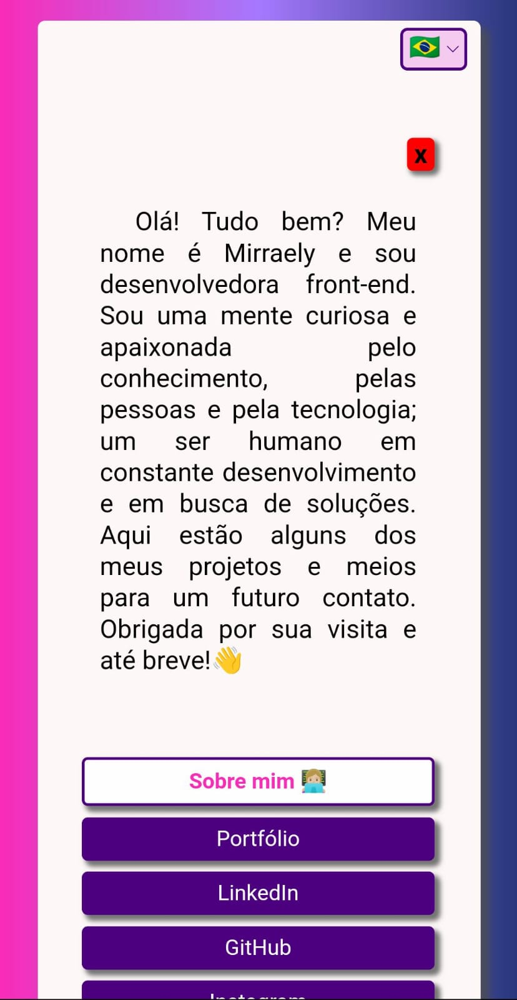 X
Olá! Tudo bem? Meu
nome é Mirraely e sou
desenvolvedora front-end.
Sou uma mente curiosa e
apaixonada pelo
conhecimento, pelas
pessoas e pela tecnologia;
um ser humano em
constante desenvolvimento
e em busca de soluções.
Aqui estão alguns dos
meus projetos e meios
para um futuro contato.
Obrigada por sua visita e
até breve!👋
Sobre mim 👩🏼‍💻
Portfólio
LinkedIn
GitHub
Instagram